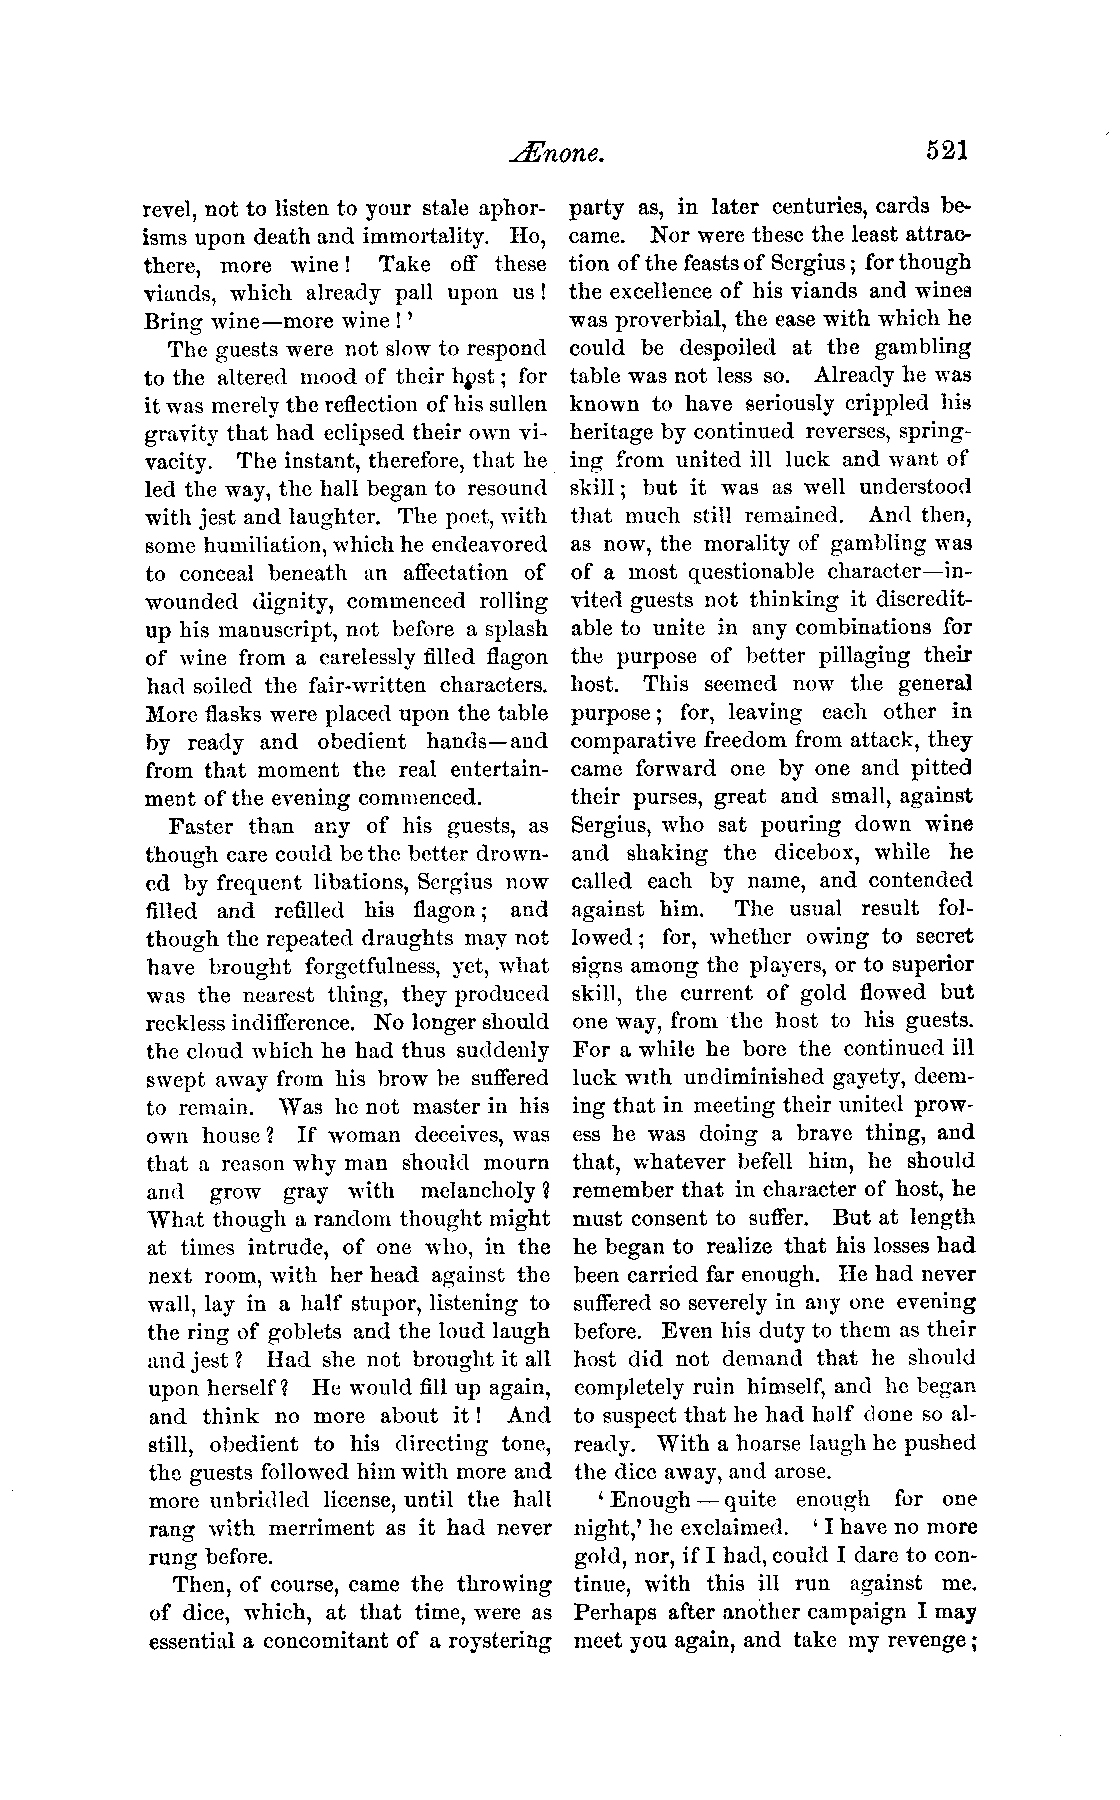 Ænone.
521
revel, not to listen to your stale aphor-
isms upon death and immortality. Ho,
there, more wine! Take off these
viands, which already pall upon us!
Bring wine—more wine!'
The guests were not slow to respond
to the altered mood of their host; for
it was merely the reflection of his sullen
gravity that had eclipsed their own vi-
vacity. The instant, therefore, that he
led the way, the hall began to resound
with jest and laughter. The poet, with
some humiliation, which he endeavored
to conceal beneath an affectation of
wounded dignity, commenced rolling
up his manuscript, not before a splash
of wine from a carelessly filled flagon
had soiled the fair-written characters.
More flasks were placed upon the table
by ready and obedient hands—and
from that moment the real entertain-
ment of the evening commenced.
Faster than any of his guests, as
though care could be the better drown-
ed by frequent libations, Sergius now
filled and refilled his flagon; and
though the repeated draughts may not
have brought forgetfulness, yet, what
was the nearest thing, they produced
reckless indifference. No longer should
the cloud which he had thus suddenly
swept away from his brow be suffered
to remain. Was he not master in his
own house? If woman deceives, was
that a reason why man should mourn
and grow gray with melancholy?
What though a random thought might
at times intrude, of one who, in the
next room, with her head against the
wall, lay in a half stupor, listening to
the ring of goblets and the loud laugh
and jest? Had she not brought it all
upon herself? He would fill up again,
and think no more about it! And
still, obedient to his directing tone,
the guests followed him with more and
more unbridled license, until the hall
rang with merriment as it had never
rung before.
Then, of course, came the throwing
of dice, which, at that time, were as
essential a concomitant of a roystering
party as, in later centuries, cards be-
came. Nor were these the least attrac-
tion of the feasts of Sergius; for though
the excellence of his viands and wines
was proverbial, the ease with which he
could be despoiled at the gambling
table was not less so. Already he was
known to have seriously crippled his
heritage by continued reverses, spring-
ing from united ill luck and want of
skill; but it was as well understood
that much still remained. And then,
as now, the morality of gambling was
of a most questionable character—in-
vited guests not thinking it discredit-
able to unite in any combinations for
the purpose of better pillaging their
host. This seemed now the general
purpose; for, leaving each other in
comparative freedom from attack, they
came forward one by one and pitted
their purses, great and small, against
Sergius, who sat pouring down wine
and shaking the dicebox, while he
called each by name, and contended
against him. The usual result fol-
lowed; for, whether owing to secret
signs among the players, or to superior
skill, the current of gold flowed but
one way, from the host to his guests.
For a while he bore the continued ill
luck with undiminished gayety, deem-
ing that in meeting their united prow-
ess he was doing a brave thing, and
that, whatever befell him, he should
remember that in character of host, he
must consent to suffer. But at length
he began to realize that his losses had
been carried far enough. He had never
suffered so severely in any one evening
before. Even his duty to them as their
host did not demand that he should
completely ruin himself, and he began
to suspect that he had half done so al-
ready. With a hoarse laugh he pushed
the dice away, and arose.
'Enough—quite enough for one
night,' he exclaimed. 'I have no more
gold, nor, if I had, could I dare to con-
tinue, with this ill run against me.
Perhaps after another campaign I may
meet you again, and take my revenge;